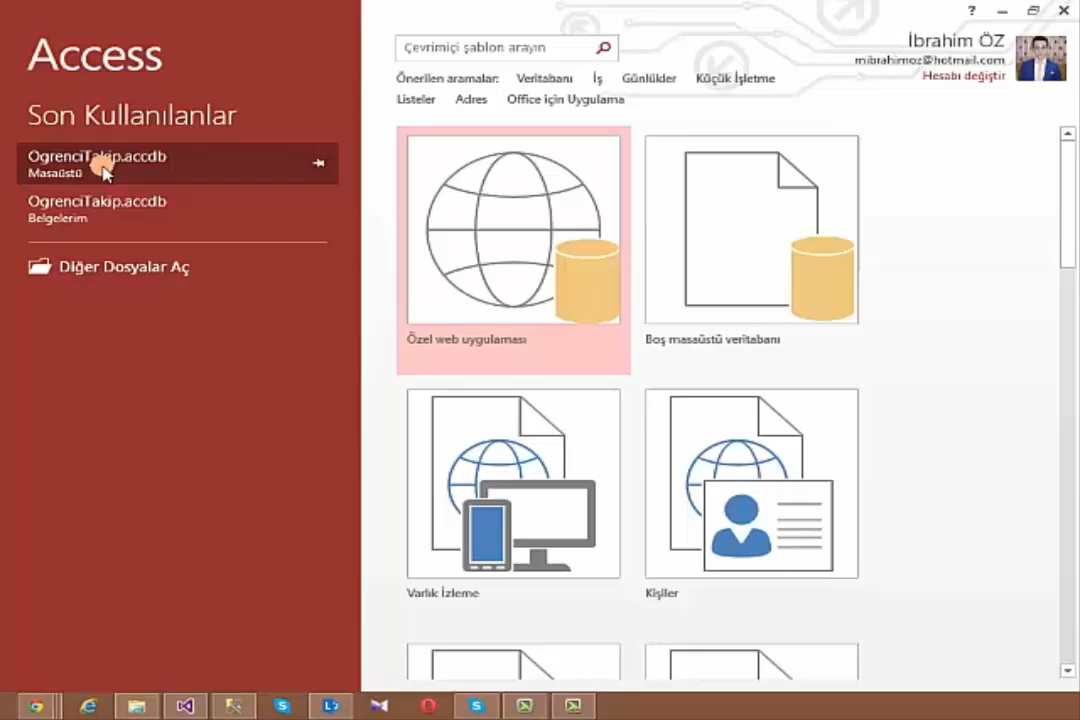 Access
Son Kullanılanlar
OgrenciTakip.accdb
Masaüstü
OgrenciTakip.accdb
Belgelerim
Diğer Dosyalar Aç
?
Çevrimiçi şablon arayın
Önerilen aramalar: Veritabanı İş Günlükler Küçük İşletme
Listeler Adres Office için Uygulama
İbrahim ÖZ
mibrahimoz@hotmail.com
Hesabı değiştir
Özel web uygulaması
Boş masaüstü veritabanı
Varlık İzleme
Kişiler